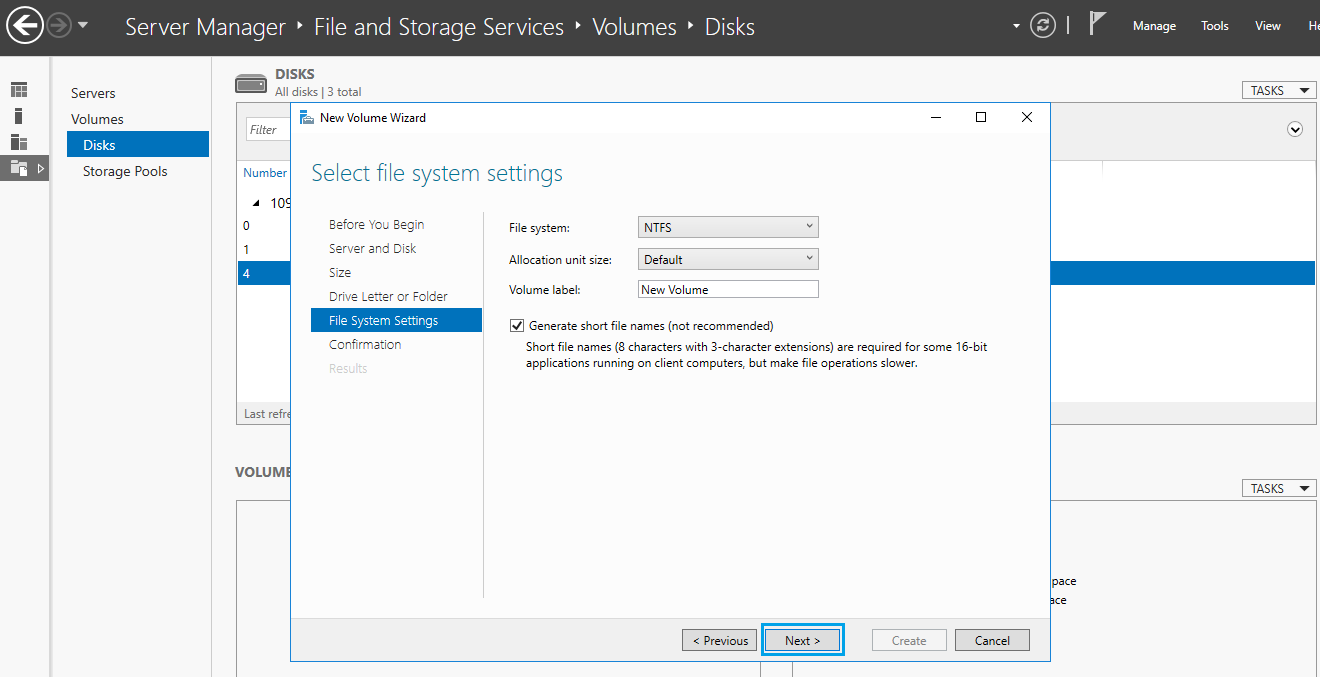 Server Manager ‣ File and Storage Services ‣ Volumes ‣ Disks
Manage Tools View
Servers
Volumes
Disks
Storage Pools
DISKS
All disks | 3 total
TASKS
Filter
Number
109
0
1
4
Last refre
VOLUME
TASKS
pace
ace
New Volume Wizard
Select file system settings
Before You Begin
Server and Disk
Size
Drive Letter or Folder
File System Settings
Confirmation
Results
File system: NTFS
Allocation unit size: Default
Volume label: New Volume
Generate short file names (not recommended)
Short file names (8 characters with 3-character extensions) are required for some 16-bit
applications running on client computers, but make file operations slower.
< Previous Next > Create Cancel